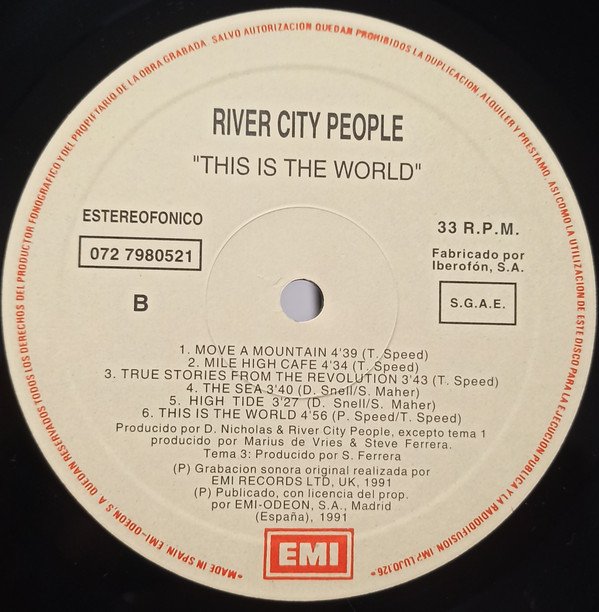 RIVER CITY PEOPLE
"THIS IS THE WORLD"
ESTEREOFONICO
072 7980521
B
33 R.P.M.
Fabricado por
Iberofón, S.A.
S.G.A.E.
1. MOVE A MOUNTAIN 4'39 (T. Speed)
2. MILE HIGH CAFE 4'34 (T. Speed)
3. TRUE STORIES FROM THE REVOLUTION 3'43 (T. Speed)
4. THE SEA 3'40 (D. Snell/S. Maher)
5. HIGH TIDE 3'27 (D. Snell/S. Maher)
6. THIS IS THE WORLD 4'56 (P. Speed/T. Speed)
Producido por D. Nicholas & River City People, excepto tema 1
producido por Marius de Vries & Steve Ferrera.
Tema 3: Producido por S. Ferrera
(P) Grabacion sonora original realizada por
EMI RECORDS LTD, UK, 1991
(P) Publicado, con licencia del prop.
por EMI-ODEON, S.A., Madrid
(España), 1991
EMI
*MADE IN SPAIN. EMI-ODEON, S.A. QUEDAN RESERVADOS TODOS LOS DERECHOS DEL PRODUCTOR FONOGRAFICO Y DEL PROPIETARIO DE LA OBRA GRABADA. SALVO AUTORIZACION QUEDAN PROHIBIDOS LA DUPLICACION, ALQUILER Y PRESTAMO, ASI COMO LA UTILIZACION DE ESTE DISCO PARA LA EJECUCION PUBLICA Y LA RADIODIFUSION IMP LUJO 126*